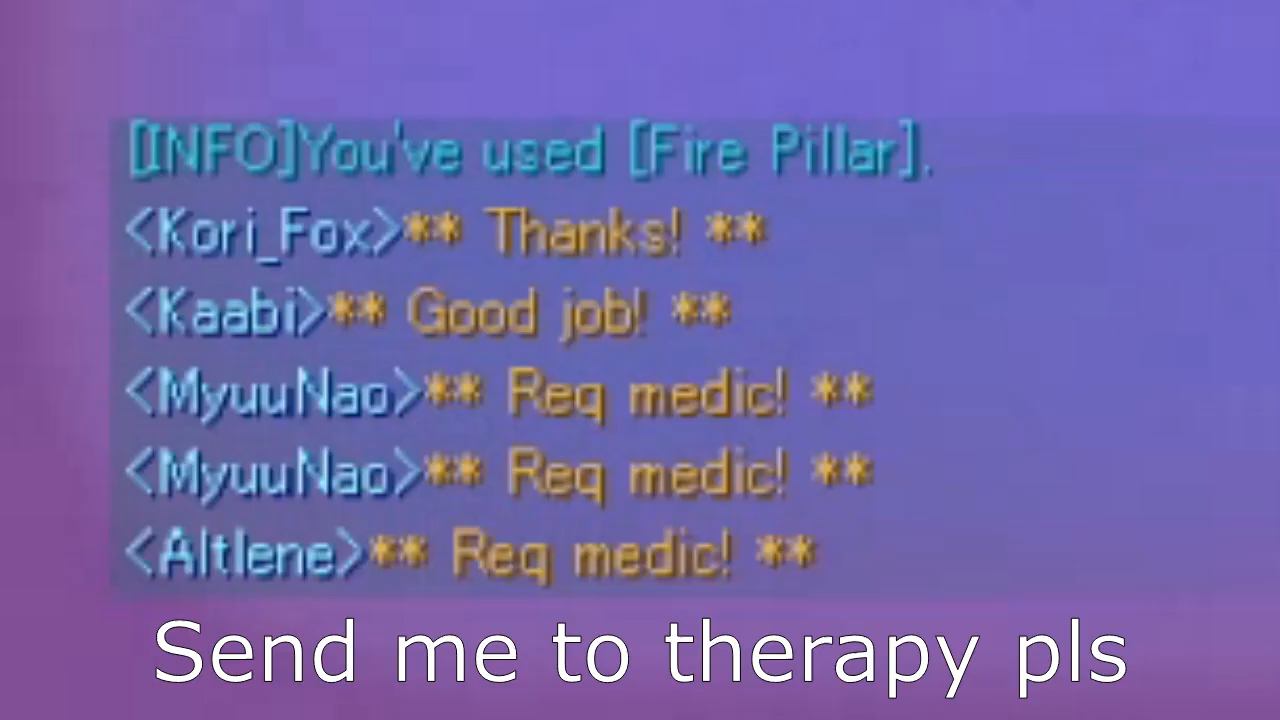 [INFO]You've used [Fire Pillar].
<Kori_Fox>** Thanks! **
<Kaabi>** Good job! **
<MyuuNao>** Req medic! **
<MyuuNao>** Req medic! **
<Altlene>** Req medic! **
Send me to therapy pls